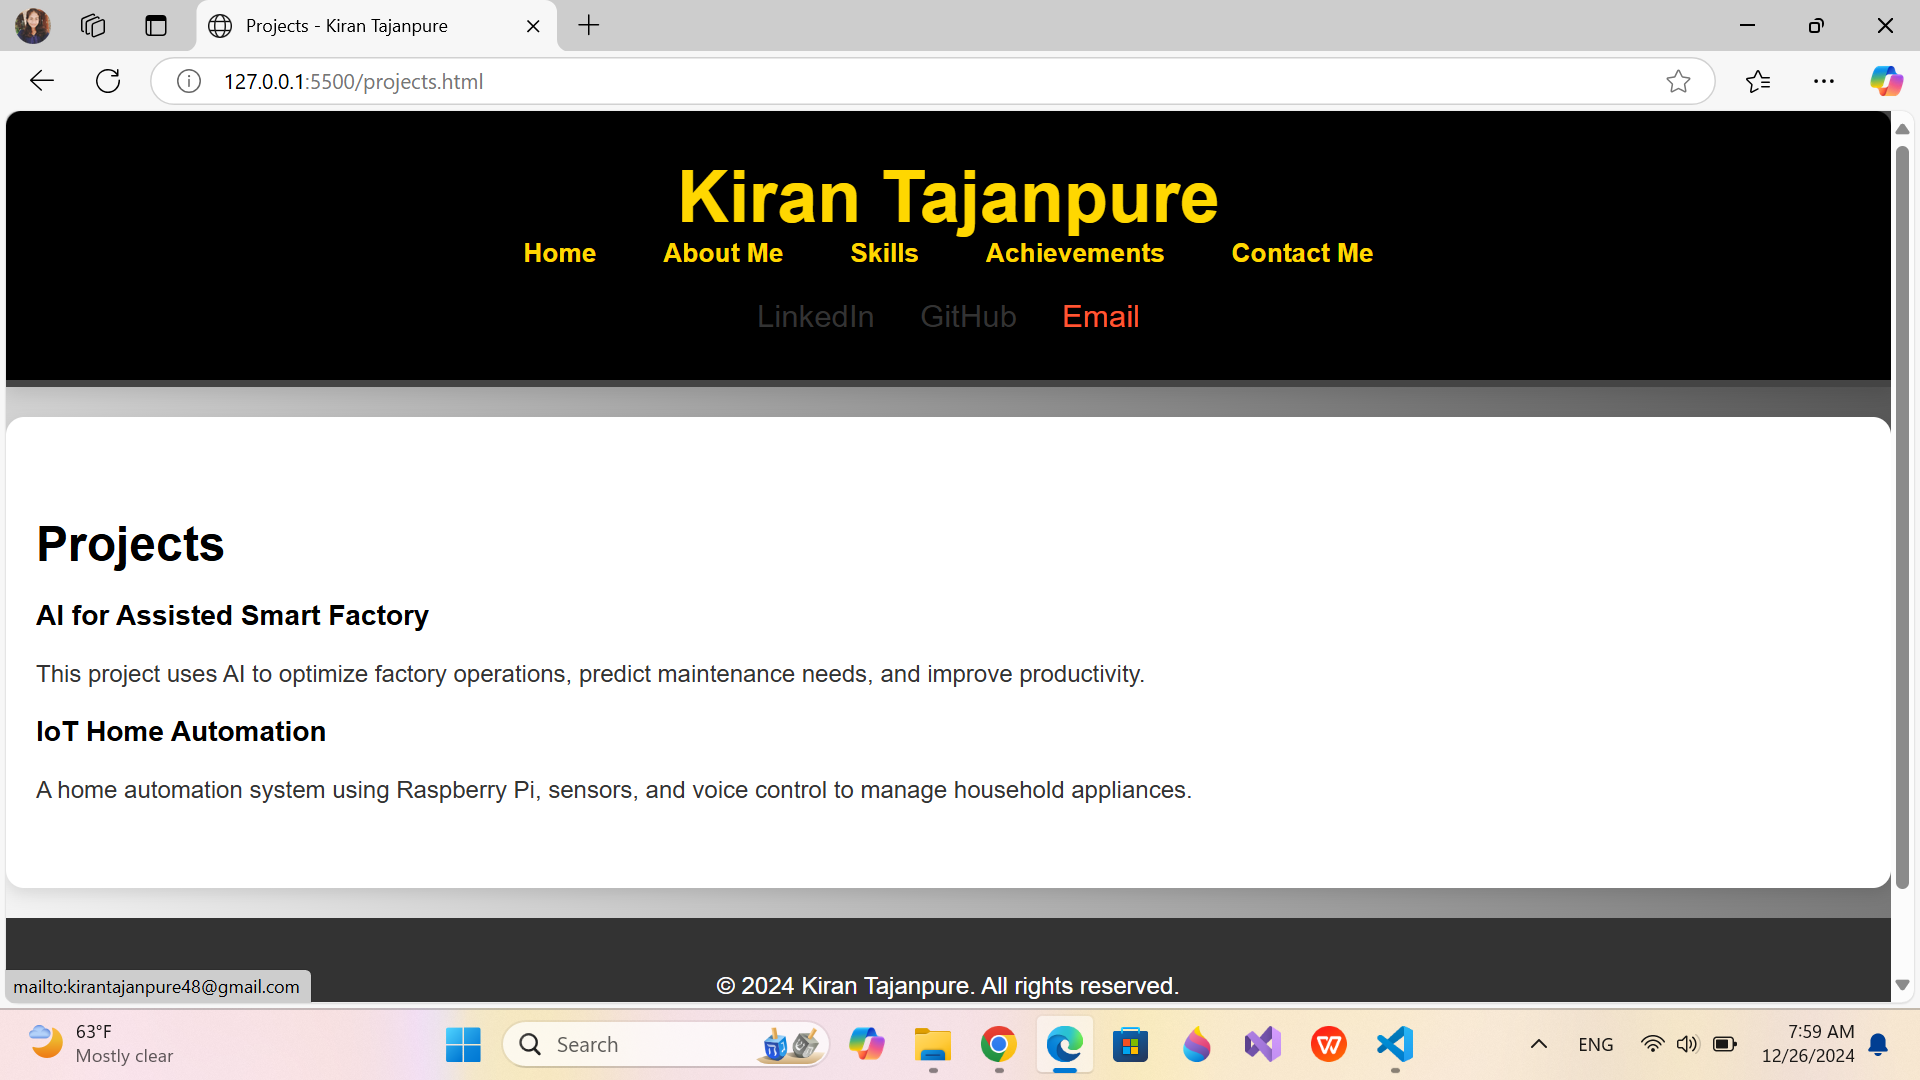 Projects - Kiran Tajanpure
127.0.0.1:5500/projects.html
Kiran Tajanpure
Home About Me Skills Achievements Contact Me
LinkedIn GitHub Email
Projects
AI for Assisted Smart Factory
This project uses AI to optimize factory operations, predict maintenance needs, and improve productivity.
IoT Home Automation
A home automation system using Raspberry Pi, sensors, and voice control to manage household appliances.
© 2024 Kiran Tajanpure. All rights reserved.
mailto:kirantajanpure48@gmail.com
63°F
Mostly clear
Search
ENG
7:59 AM
12/26/2024